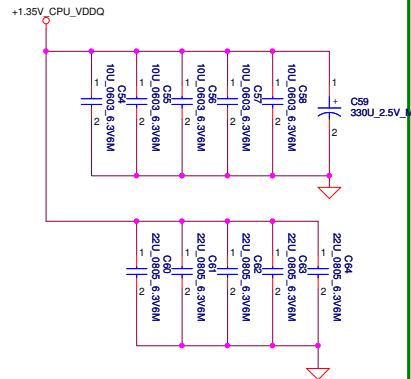 +1.35V_CPU_VDDQ
1
2
C54
10U_0603_6.3V6M
1
2
C55
10U_0603_6.3V6M
1
2
C56
10U_0603_6.3V6M
1
2
C57
10U_0603_6.3V6M
1
2
C58
10U_0603_6.3V6M
1
+
2
C59
330U_2.5V_M
1
2
C60
22U_0805_6.3V6M
1
2
C61
22U_0805_6.3V6M
1
2
C62
22U_0805_6.3V6M
1
2
C63
22U_0805_6.3V6M
1
2
C64
22U_0805_6.3V6M